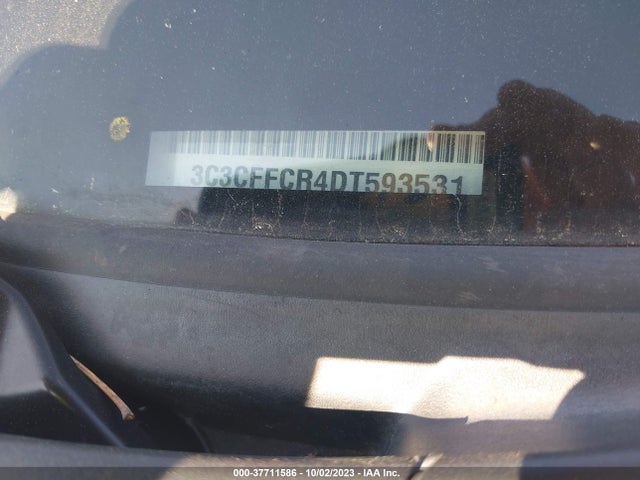 3C3CFFCR4DT593531
000-37711586 - 10/02/2023 - IAA Inc.